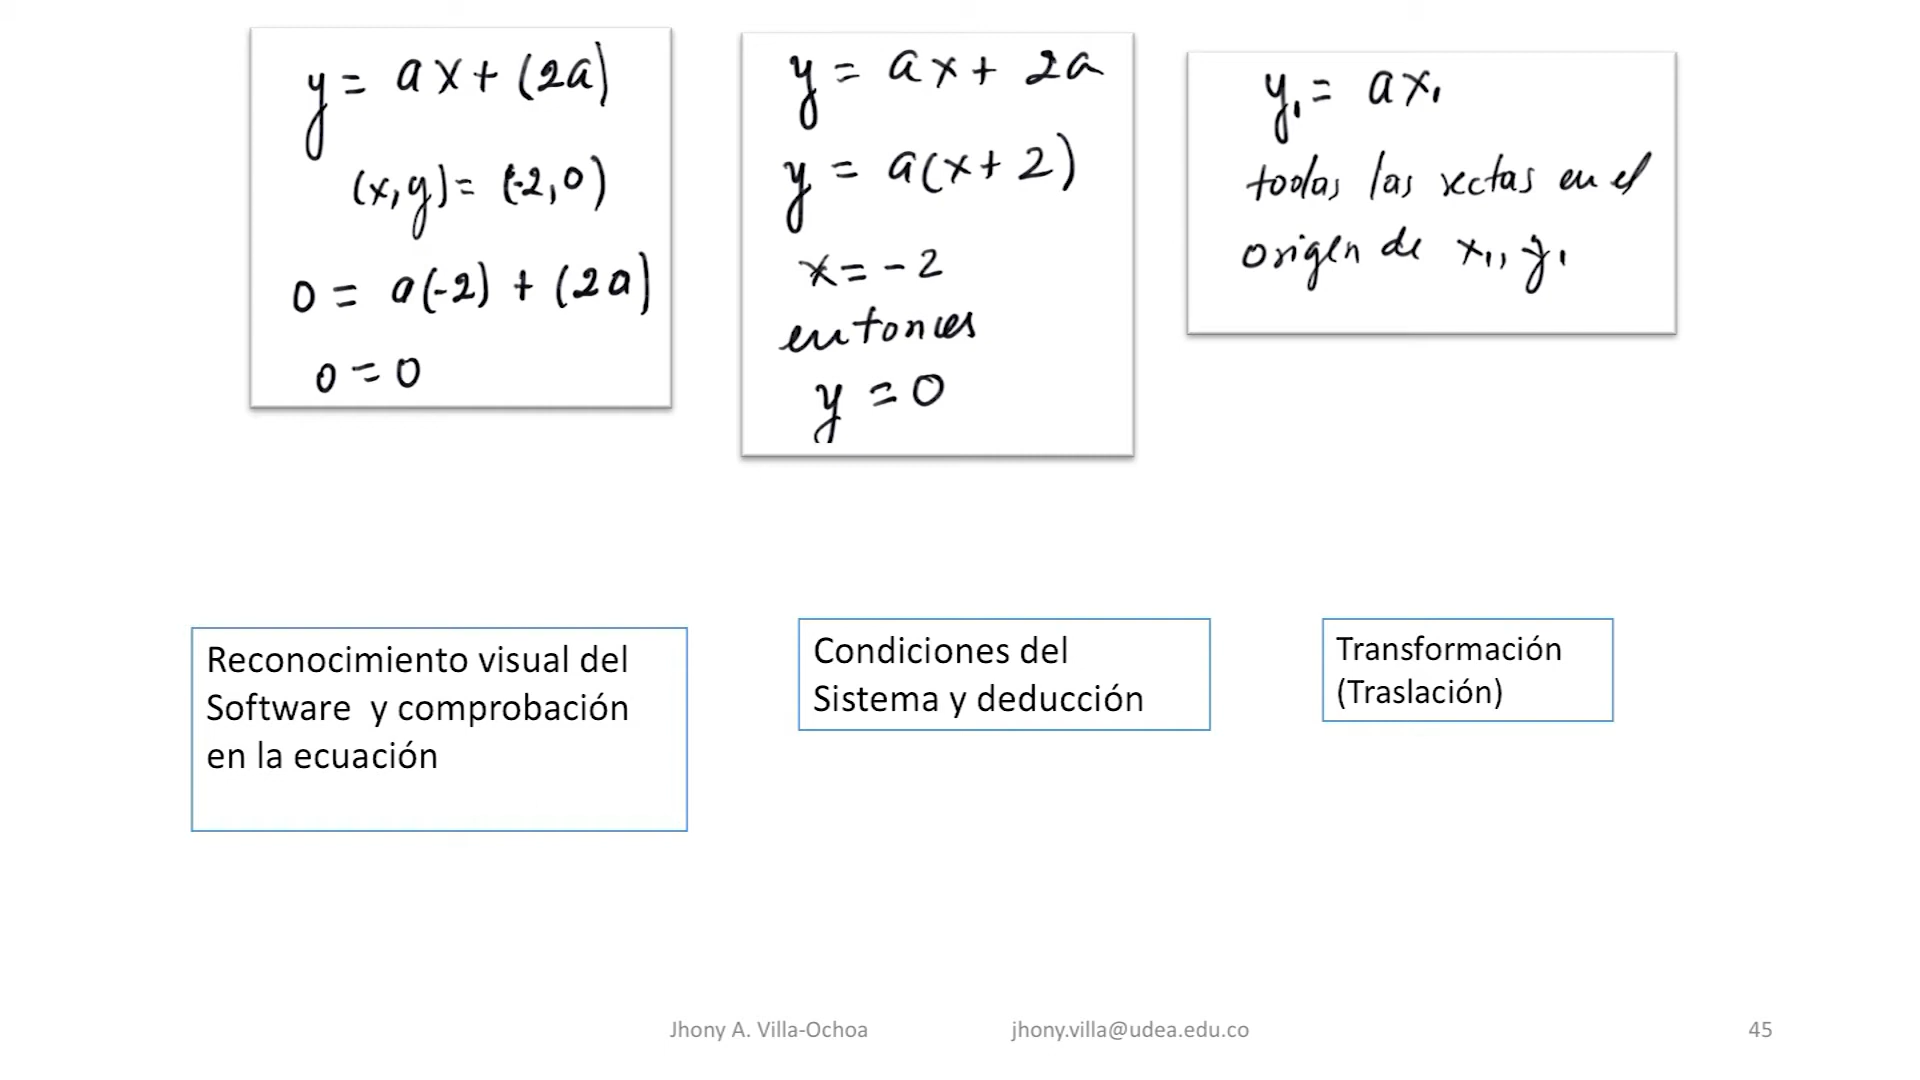 y = ax + (2a)
(x,y) = (-2,0)
0 = a(-2) + (2a)
0 = 0
y = ax + 2a
y = a(x + 2)
x = -2
entonces
y = 0
y₁ = ax₁
todas las rectas en el
origen de x₁, y₁
Reconocimiento visual del
Software y comprobación
en la ecuación
Condiciones del
Sistema y deducción
Transformación
(Traslación)
Jhony A. Villa-Ochoa jhony.villa@udea.edu.co 45